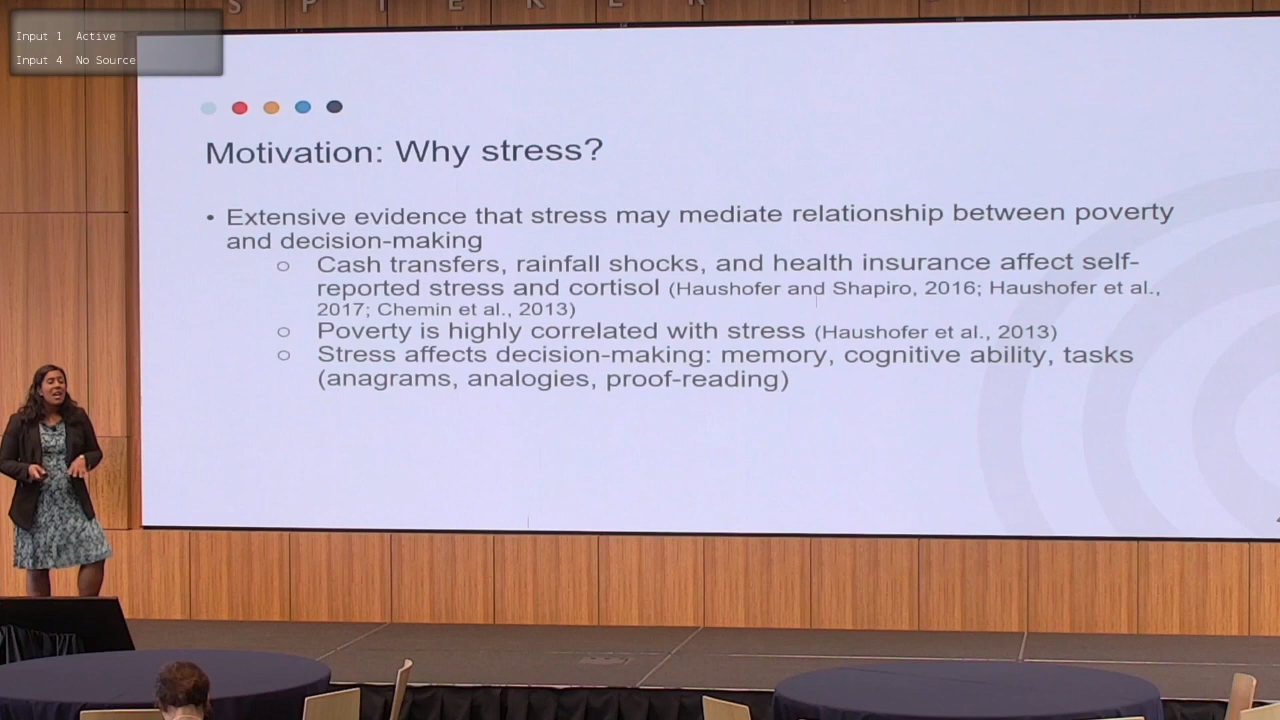 S P I E K E R
Input 1 Active
Input 4 No Source
Motivation: Why stress?
• Extensive evidence that stress may mediate relationship between poverty
and decision-making
○ Cash transfers, rainfall shocks, and health insurance affect self-
reported stress and cortisol (Haushofer and Shapiro, 2016; Haushofer et al.,
2017; Chemin et al., 2013)
○ Poverty is highly correlated with stress (Haushofer et al., 2013)
○ Stress affects decision-making: memory, cognitive ability, tasks
(anagrams, analogies, proof-reading)